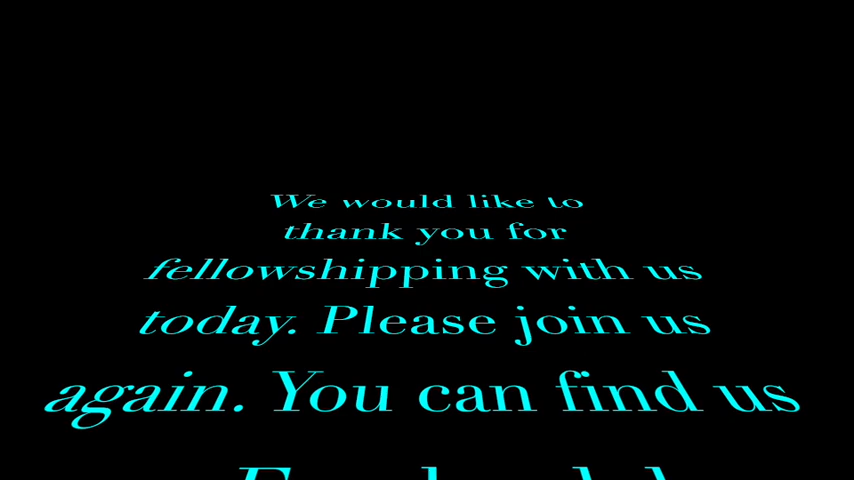 We would like to
thank you for
fellowshipping with us
today. Please join us
again. You can find us